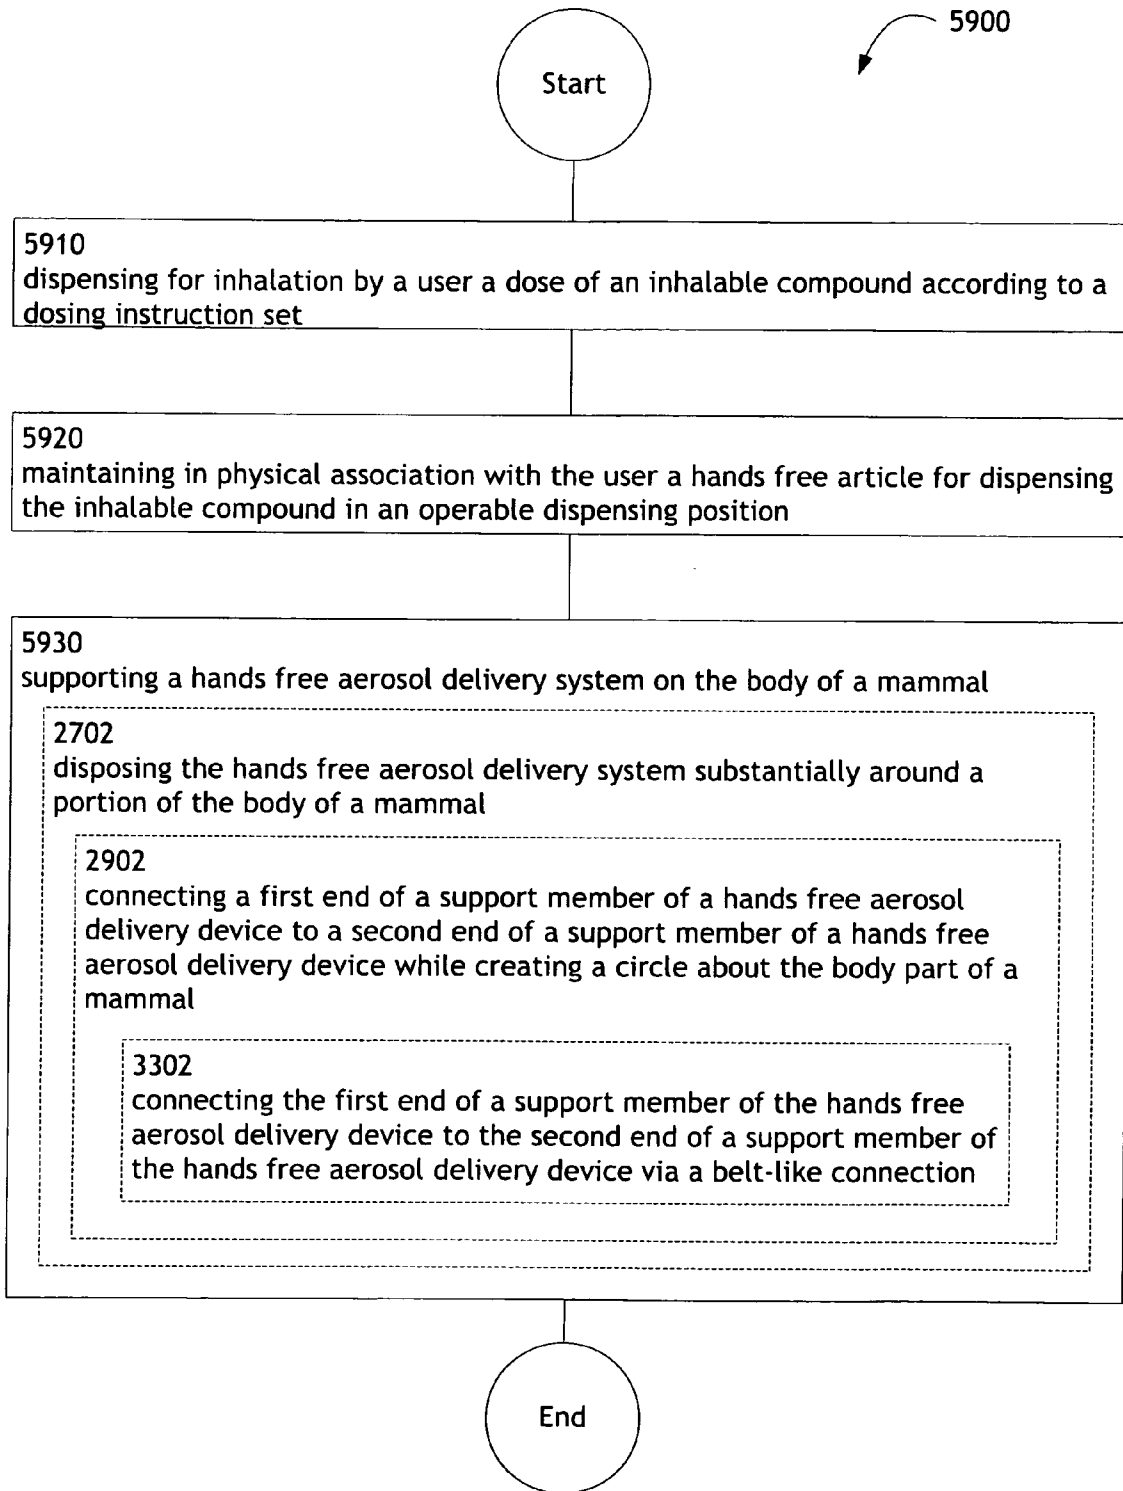 5900
Start
5910
dispensing for inhalation by a user a dose of an inhalable compound according to a
dosing instruction set
5920
maintaining in physical association with the user a hands free article for dispensing
the inhalable compound in an operable dispensing position
5930
supporting a hands free aerosol delivery system on the body of a mammal
2702
disposing the hands free aerosol delivery system substantially around a
portion of the body of a mammal
2902
connecting a first end of a support member of a hands free aerosol
delivery device to a second end of a support member of a hands free
aerosol delivery device while creating a circle about the body part of a
mammal
3302
connecting the first end of a support member of the hands free
aerosol delivery device to the second end of a support member of
the hands free aerosol delivery device via a belt-like connection
End